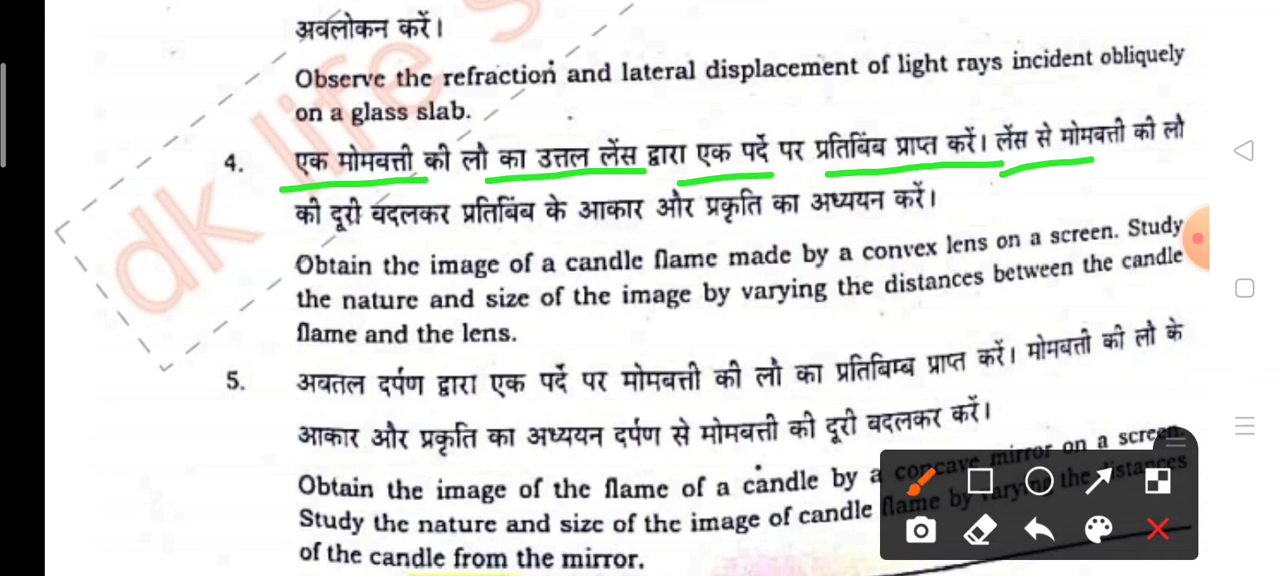 अवलोकन करें।
Observe the refraction and lateral displacement of light rays incident obliquely
on a glass slab.
4. एक मोमबत्ती की लौ का उत्तल लेंस द्वारा एक पर्दे पर प्रतिबिंब प्राप्त करें। लेंस से मोमबत्ती की लौ
की दूरी बदलकर प्रतिबिंब के आकार और प्रकृति का अध्ययन करें।
Obtain the image of a candle flame made by a convex lens on a screen. Study
the nature and size of the image by varying the distances between the candle
flame and the lens.
5. अवतल दर्पण द्वारा एक पर्दे पर मोमबत्ती की लौ का प्रतिबिम्ब प्राप्त करें। मोमबत्ती की लौ के
आकार और प्रकृति का अध्ययन दर्पण से मोमबत्ती की दूरी बदलकर करें।
Obtain the image of the flame of a candle by a concave mirror on a screen.
Study the nature and size of the image of candle flame by varying the distances
of the candle from the mirror.
dk life s